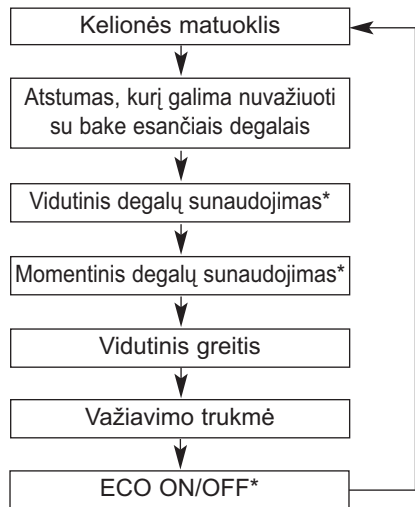 Kelionės matuoklis
Atstumas, kurį galima nuvažiuoti
su bake esančiais degalais
Vidutinis degalų sunaudojimas*
Momentinis degalų sunaudojimas*
Vidutinis greitis
Važiavimo trukmė
ECO ON/OFF*